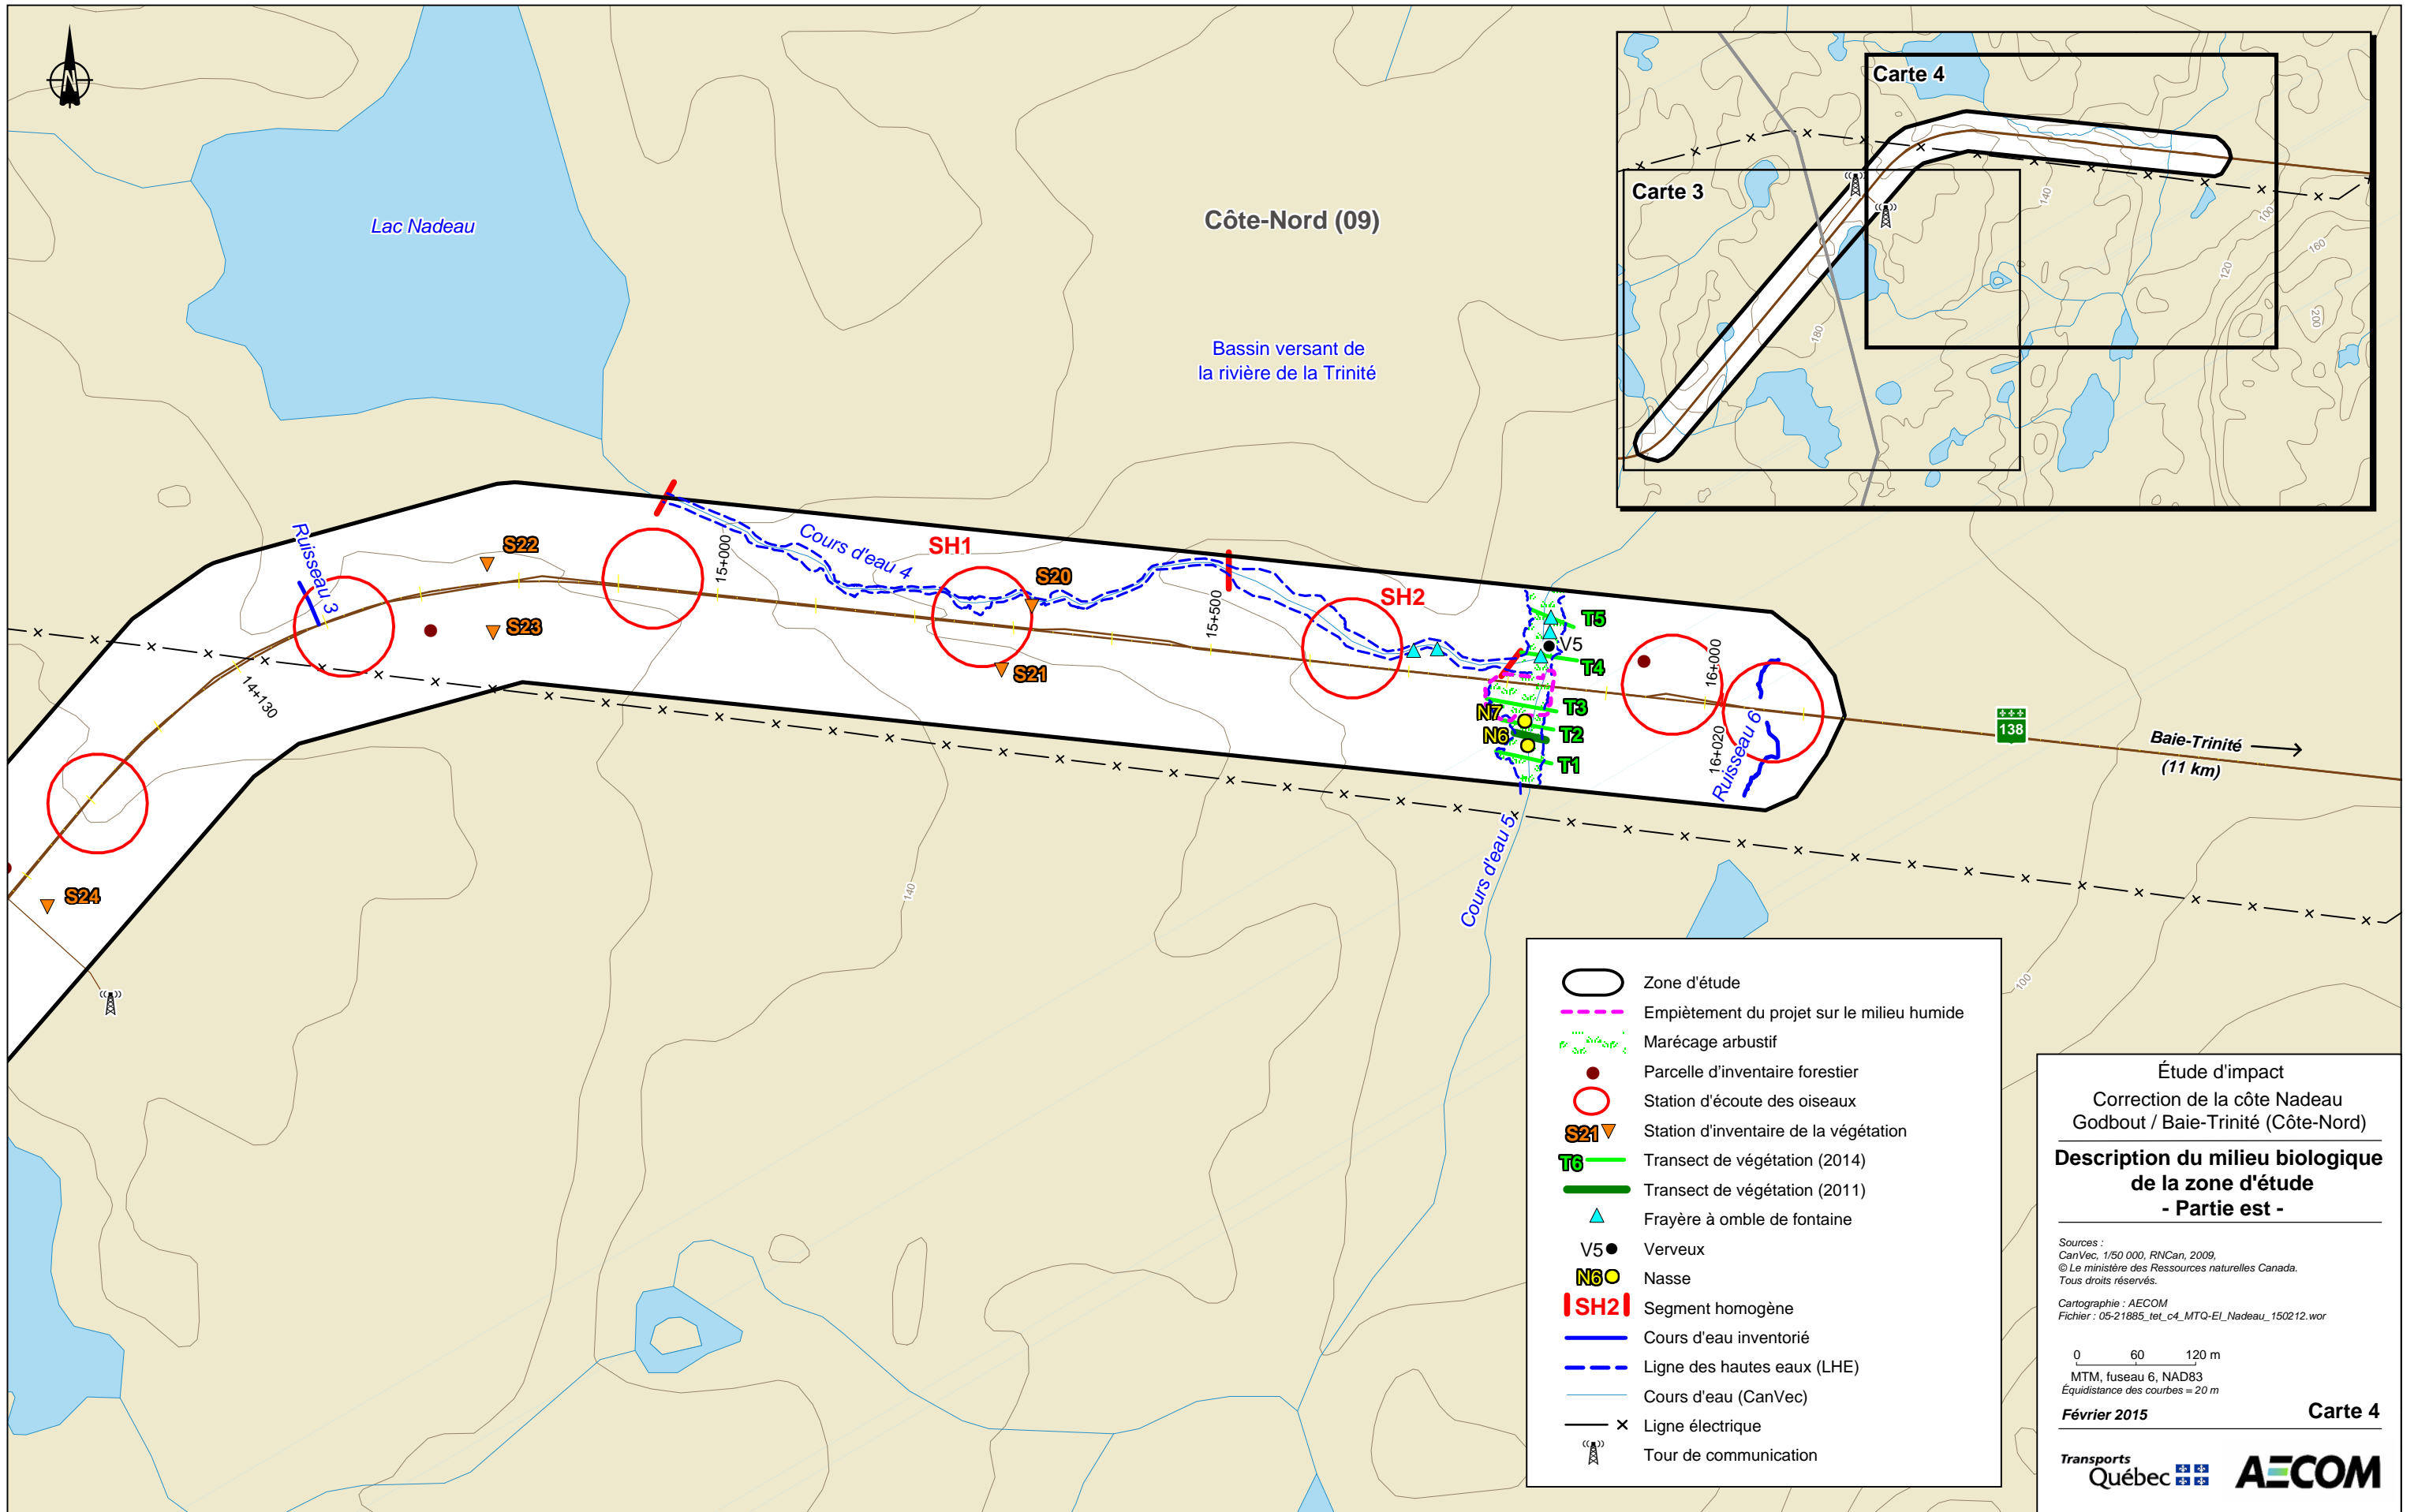 N
Lac Nadeau
Côte-Nord (09)
Bassin versant de
la rivière de la Trinité
Carte 4
Carte 3
140
100
160
120
200
180
Ruisseau 3
S22
S23
15+000
Cours d'eau 4
SH1
S20
S21
15+500
SH2
T5
V5
T4
T3
N7
T2
N6
T1
16+000
16+020
Ruisseau 6
14+130
S24
138
Baie-Trinité
(11 km)
Cours d'eau 5
140
100
Zone d'étude
Empiètement du projet sur le milieu humide
Marécage arbustif
Parcelle d'inventaire forestier
Station d'écoute des oiseaux
S21 Station d'inventaire de la végétation
T6 Transect de végétation (2014)
Transect de végétation (2011)
Frayère à omble de fontaine
V5 Verveux
N6 Nasse
SH2 Segment homogène
Cours d'eau inventorié
Ligne des hautes eaux (LHE)
Cours d'eau (CanVec)
Ligne électrique
Tour de communication
Étude d'impact
Correction de la côte Nadeau
Godbout / Baie-Trinité (Côte-Nord)
Description du milieu biologique
de la zone d'étude
- Partie est -
Sources :
CanVec, 1/50 000, RNCan, 2009,
© Le ministère des Ressources naturelles Canada.
Tous droits réservés.
Cartographie : AECOM
Fichier : 05-21885_tet_c4_MTQ-EI_Nadeau_150212.wor
0 60 120 m
MTM, fuseau 6, NAD83
Équidistance des courbes = 20 m
Février 2015 Carte 4
Transports
Québec AECOM